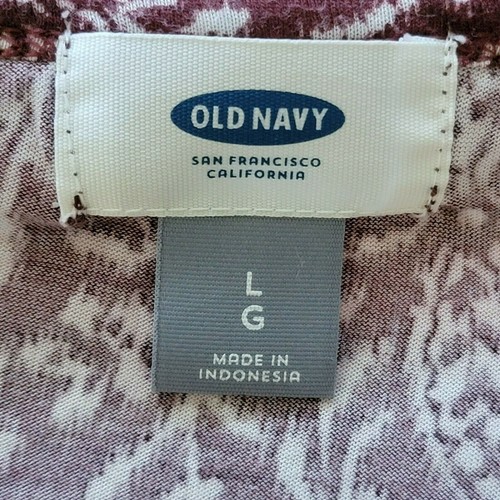 OLD NAVY
SAN FRANCISCO
CALIFORNIA
L
G
MADE IN
INDONESIA